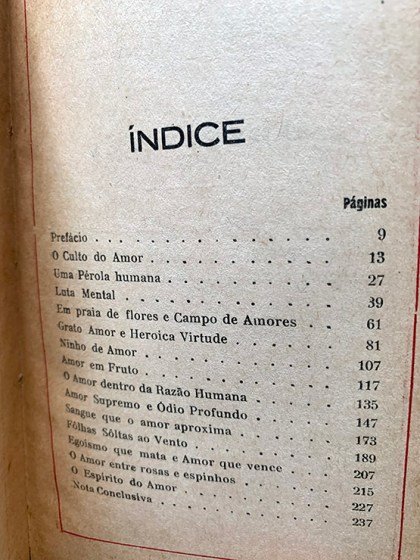 ÍNDICE
Páginas
Prefácio . . . . . . . . . . . . 9
O Culto do Amor . . . . . . . . . 13
Uma Pérola humana . . . . . . . . 27
Luta Mental . . . . . . . . . . . 39
Em praia de flores e Campo de Amores . . 61
Grato Amor e Heroica Virtude . . . . . 81
Ninho de Amor . . . . . . . . . . 107
Amor em Fruto . . . . . . . . . . 117
O Amor dentro da Razão Humana . . . . 135
Amor Supremo e Ódio Profundo . . . . . 147
Sangue que o amor aproxima . . . . . 173
Fôlhas Sôltas ao Vento . . . . . . . 189
Egoismo que mata e Amor que vence . . . 207
O Amor entre rosas e espinhos . . . . . 215
O Espirito do Amor . . . . . . . . 227
Nota Conclusiva . . . . . . . . . 237